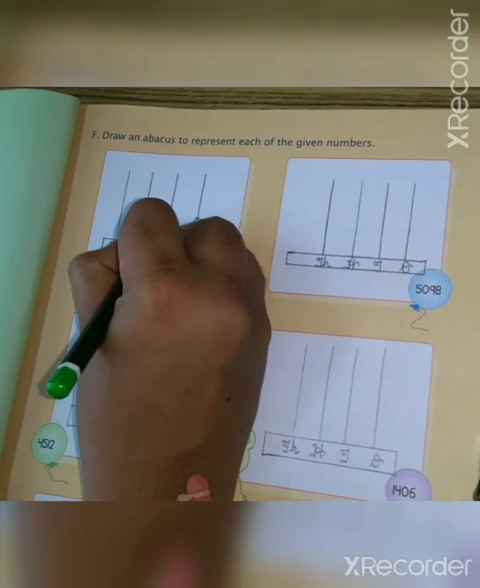 XRecorder
F. Draw an abacus to represent each of the given numbers.
5098
4512
1406
XRecorder